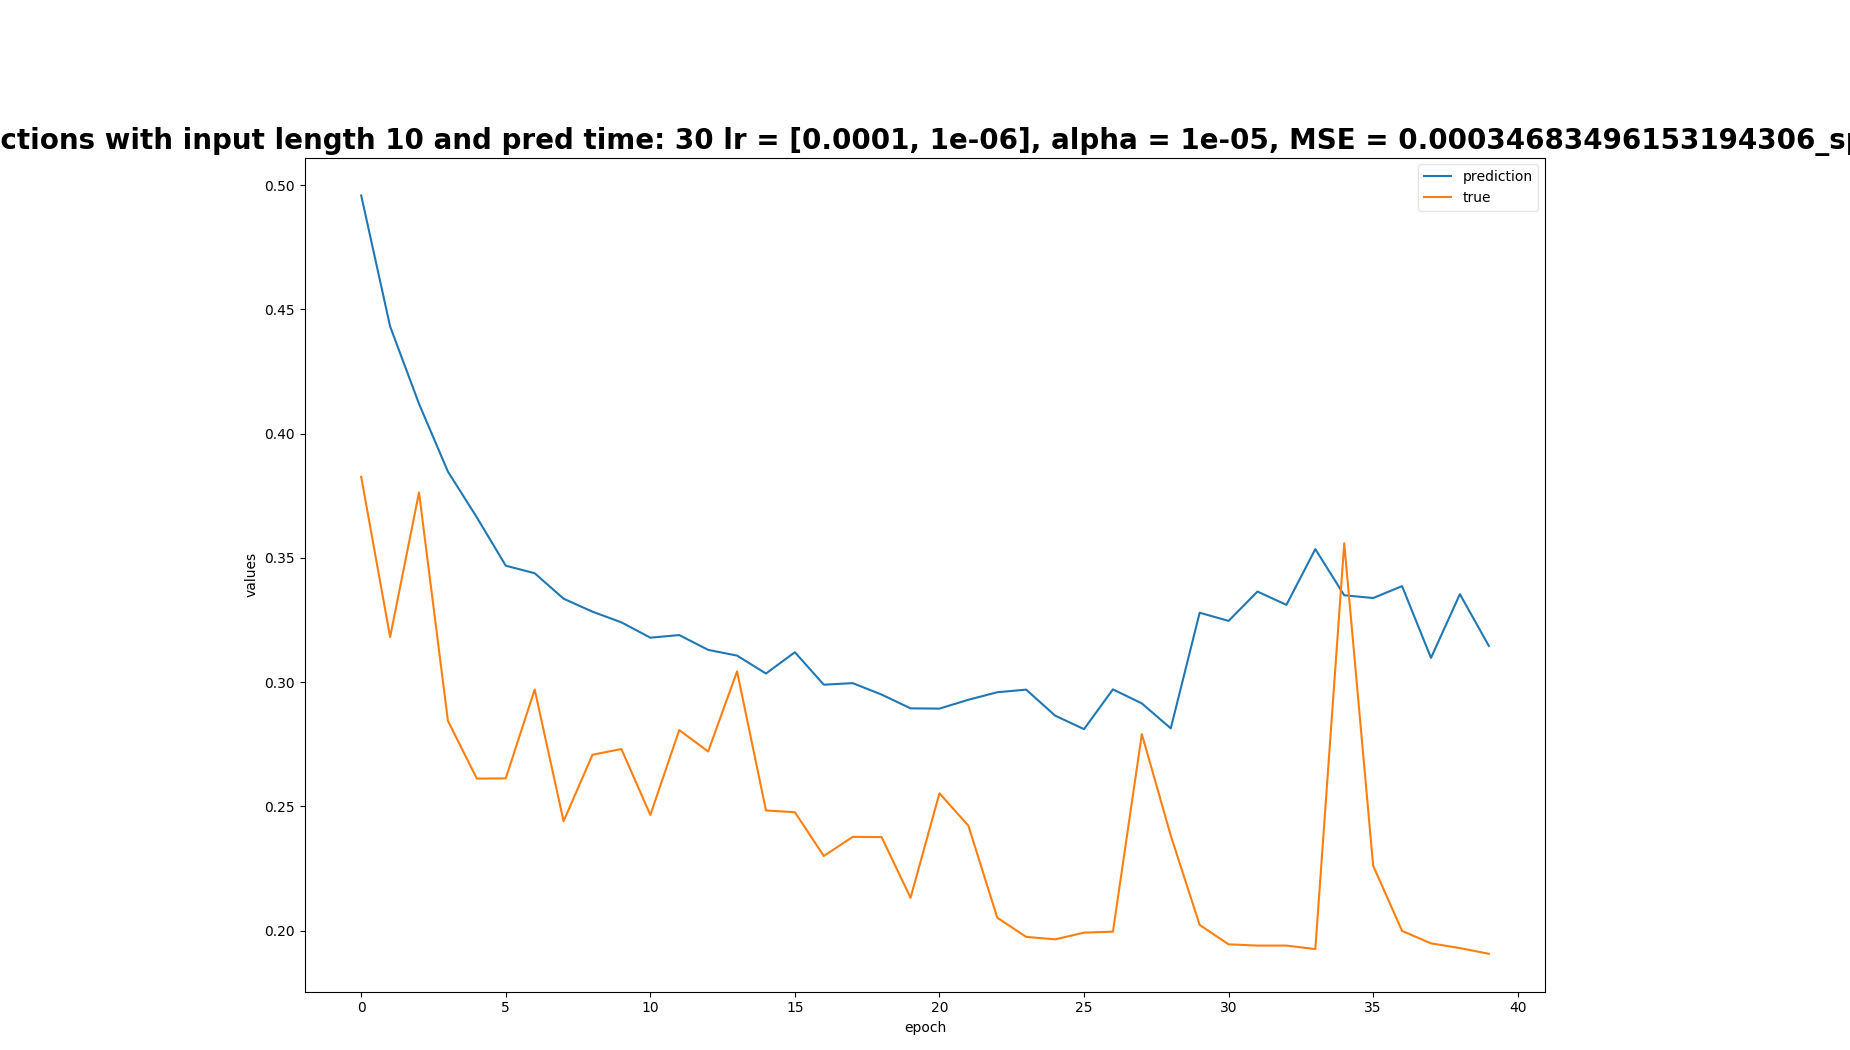 ctions with input length 10 and pred time: 30 lr = [0.0001, 1e-06], alpha = 1e-05, MSE = 0.00034683496153194306_sp
prediction
true
0.50
0.45
0.40
0.35
0.30
0.25
0.20
values
0 5 10 15 20 25 30 35 40
epoch